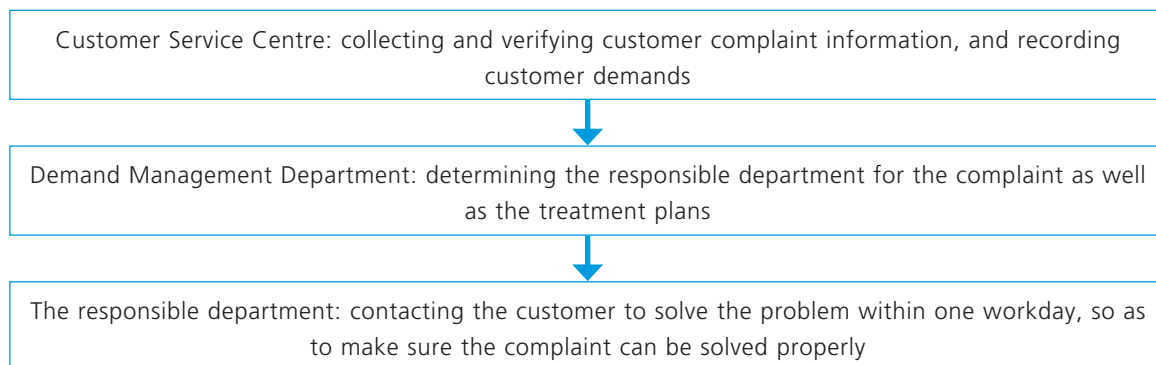 Customer Service Centre: collecting and verifying customer complaint information, and recording
customer demands
Demand Management Department: determining the responsible department for the complaint as well
as the treatment plans
The responsible department: contacting the customer to solve the problem within one workday, so as
to make sure the complaint can be solved properly